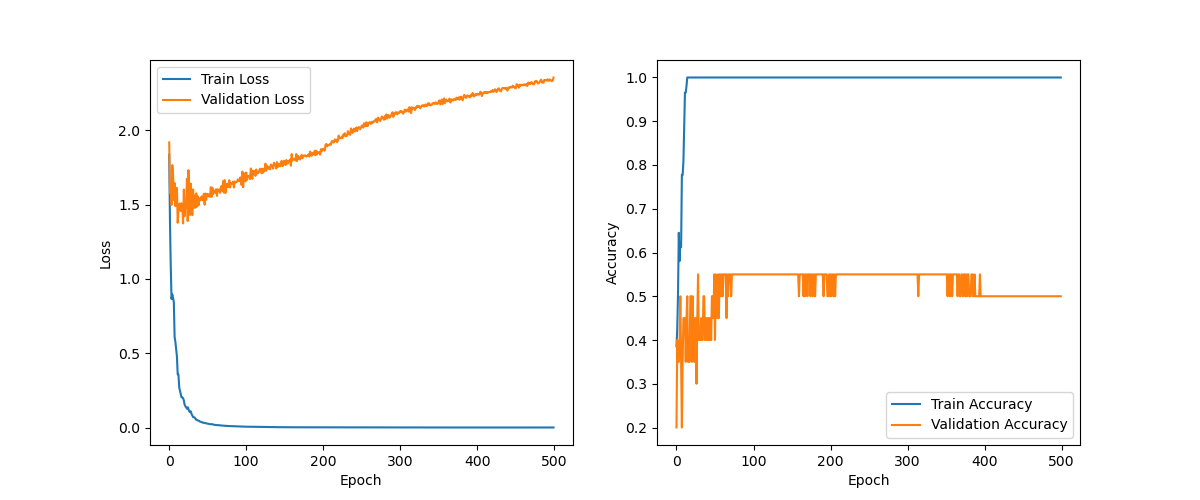 Train Loss
Validation Loss
2.0
1.5
1.0
0.5
0.0
Loss
0 100 200 300 400 500
Epoch
1.0
0.9
0.8
0.7
0.6
0.5
0.4
0.3
0.2
Accuracy
Train Accuracy
Validation Accuracy
0 100 200 300 400 500
Epoch